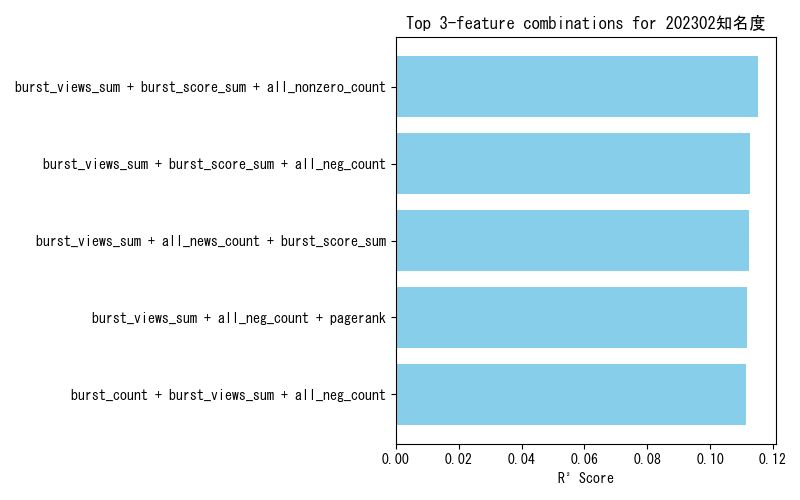 Top 3-feature combinations for 202302知名度
burst_views_sum + burst_score_sum + all_nonzero_count
burst_views_sum + burst_score_sum + all_neg_count
burst_views_sum + all_news_count + burst_score_sum
burst_views_sum + all_neg_count + pagerank
burst_count + burst_views_sum + all_neg_count
0.00 0.02 0.04 0.06 0.08 0.10 0.12
R² Score